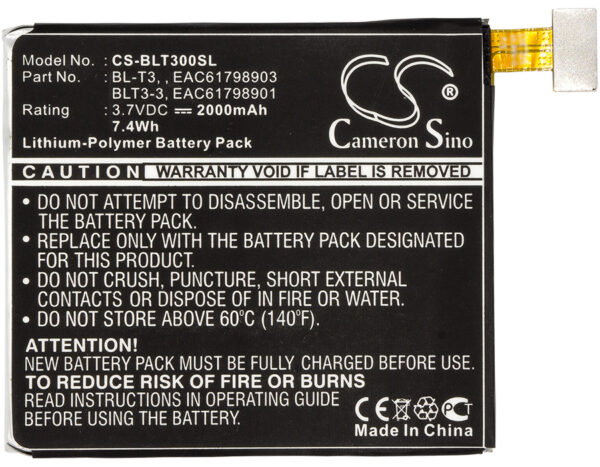 Model No. : CS-BLT300SL
Part No. : BL-T3, , EAC61798903
BLT3-3, EAC61798901
Rating : 3.7VDC ⎓ 2000mAh
7.4Wh
Lithium-Polymer Battery Pack
CS ®
Cameron Sino
CAUTION WARRANTY VOID IF LABEL IS REMOVED
• DO NOT ATTEMPT TO DISASSEMBLE, OPEN OR SERVICE
THE BATTERY PACK.
• REPLACE ONLY WITH THE BATTERY PACK DESIGNATED
FOR THIS PRODUCT.
• DO NOT CRUSH, PUNCTURE, SHORT EXTERNAL
CONTACTS OR DISPOSE OF IN FIRE OR WATER.
• DO NOT STORE ABOVE 60°C (140°F)
ATTENTION!
NEW BATTERY PACK MUST BE FULLY CHARGED BEFORE USE
TO REDUCE RISK OF FIRE OR BURNS
READ INSTRUCTIONS IN OPERATING GUIDE
BEFORE USING THE BATTERY PACK.
CE PCT
Made In China